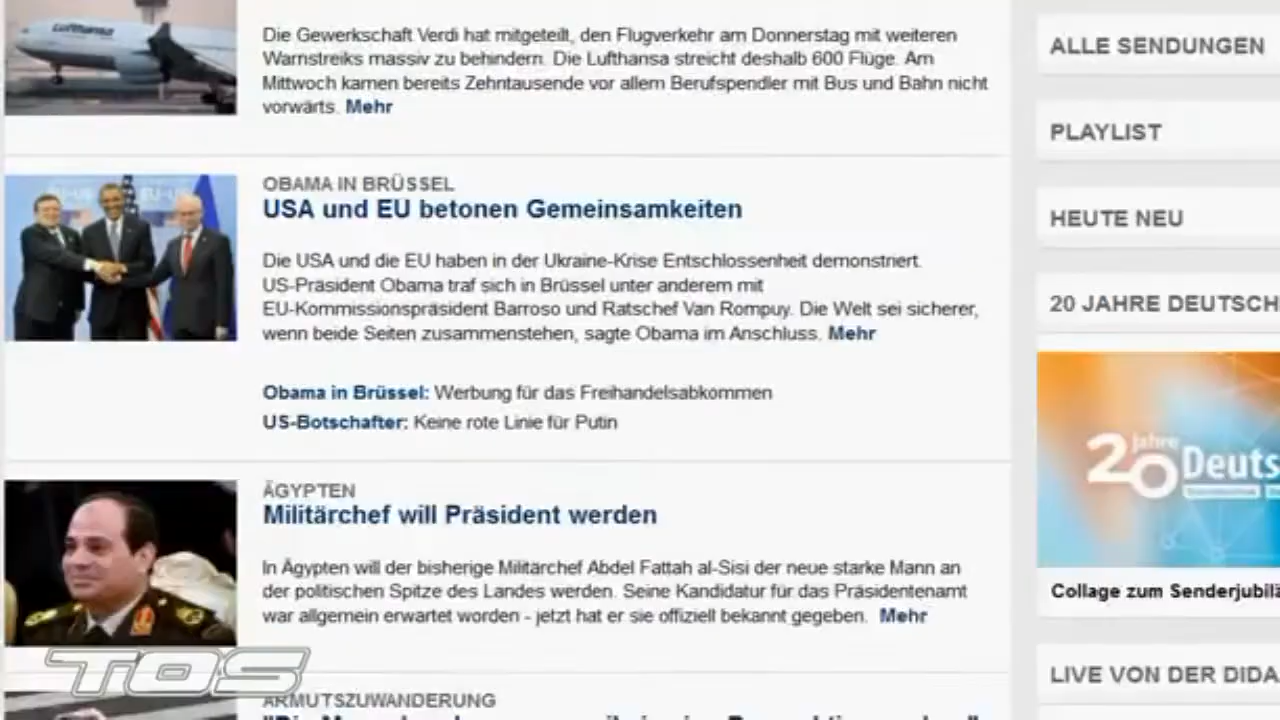 Lufthansa
Die Gewerkschaft Verdi hat mitgeteilt, den Flugverkehr am Donnerstag mit weiteren
Warnstreiks massiv zu behindern. Die Lufthansa streicht deshalb 600 Flüge. Am
Mittwoch kamen bereits Zehntausende vor allem Berufspendler mit Bus und Bahn nicht
vorwärts. Mehr
OBAMA IN BRÜSSEL
USA und EU betonen Gemeinsamkeiten
Die USA und die EU haben in der Ukraine-Krise Entschlossenheit demonstriert.
US-Präsident Obama traf sich in Brüssel unter anderem mit
EU-Kommissionspräsident Barroso und Ratschef Van Rompuy. Die Welt sei sicherer,
wenn beide Seiten zusammenstehen, sagte Obama im Anschluss. Mehr
Obama in Brüssel: Werbung für das Freihandelsabkommen
US-Botschafter: Keine rote Linie für Putin
ÄGYPTEN
Militärchef will Präsident werden
In Ägypten will der bisherige Militärchef Abdel Fattah al-Sisi der neue starke Mann an
der politischen Spitze des Landes werden. Seine Kandidatur für das Präsidentenamt
war allgemein erwartet worden - jetzt hat er sie offiziell bekannt gegeben. Mehr
TOS
ARMUTSZUWANDERUNG
ALLE SENDUNGEN
PLAYLIST
HEUTE NEU
20 JAHRE DEUTSCH
20 Jahre Deuts
Collage zum Senderjubilä
LIVE VON DER DIDA